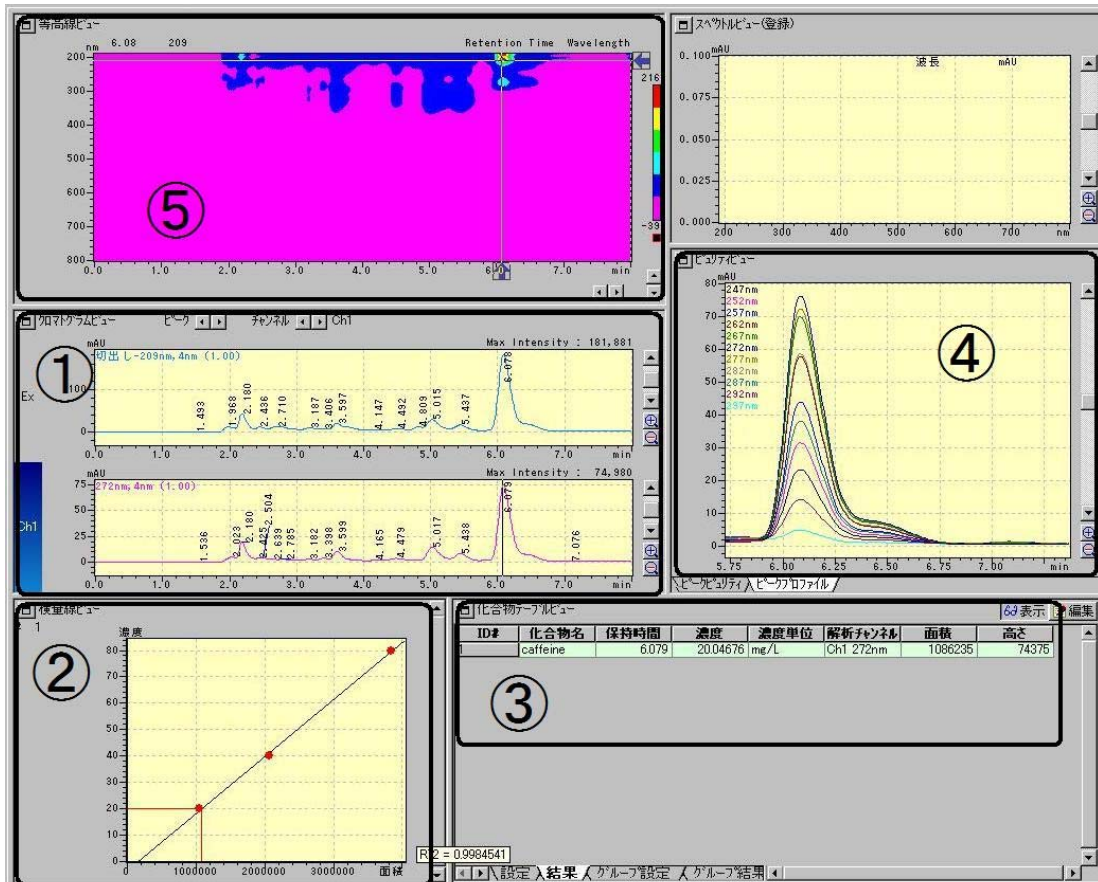 等高線ビュー
nm 6.08 209 Retention Time Wavelength
200
300
400
500
600
700
800
0.0 1.0 2.0 3.0 4.0 5.0 6.0 7.0 min
216
-39
⑤
スペクトルビュー(登録)
mAU
波長 mAU
0.100
0.075
0.050
0.025
0.000
200 300 400 500 600 700 nm
クロマトグラムビュー ピーク チャンネル Ch1
mAU Max Intensity : 181,881
切出し-209nm,4nm (1.00)
①
Ex
100
0
1.493
1.968
2.180
2.436
2.710
3.187
3.406
3.597
4.147
4.492
4.809
5.015
5.437
6.078
0.0 1.0 2.0 3.0 4.0 5.0 6.0 7.0 min
mAU Max Intensity : 74,980
272nm,4nm (1.00)
Ch1
75
50
25
0
1.536
2.023
2.180
2.425
2.504
2.639
2.785
3.182
3.398
3.599
4.165
4.479
5.017
5.438
6.079
7.076
0.0 1.0 2.0 3.0 4.0 5.0 6.0 7.0 min
ピュリティビュー
mAU
80
70
60
50
40
30
20
10
0
247nm
252nm
257nm
262nm
267nm
272nm
277nm
282nm
287nm
292nm
297nm
④
5.75 6.00 6.25 6.50 6.75 7.00 min
ピークピュリティ ピークプロファイル
検量線ビュー
1
濃度
②
80
70
60
50
40
30
20
10
0
0 1000000 2000000 3000000 面積
R^2 = 0.9984541
化合物テーブルビュー 表示 編集
ID# 化合物名 保持時間 濃度 濃度単位 解析チャンネル 面積 高さ
1 caffeine 6.079 20.04676 mg/L Ch1 272nm 1086235 74375
③
設定 結果 グループ設定 グループ結果